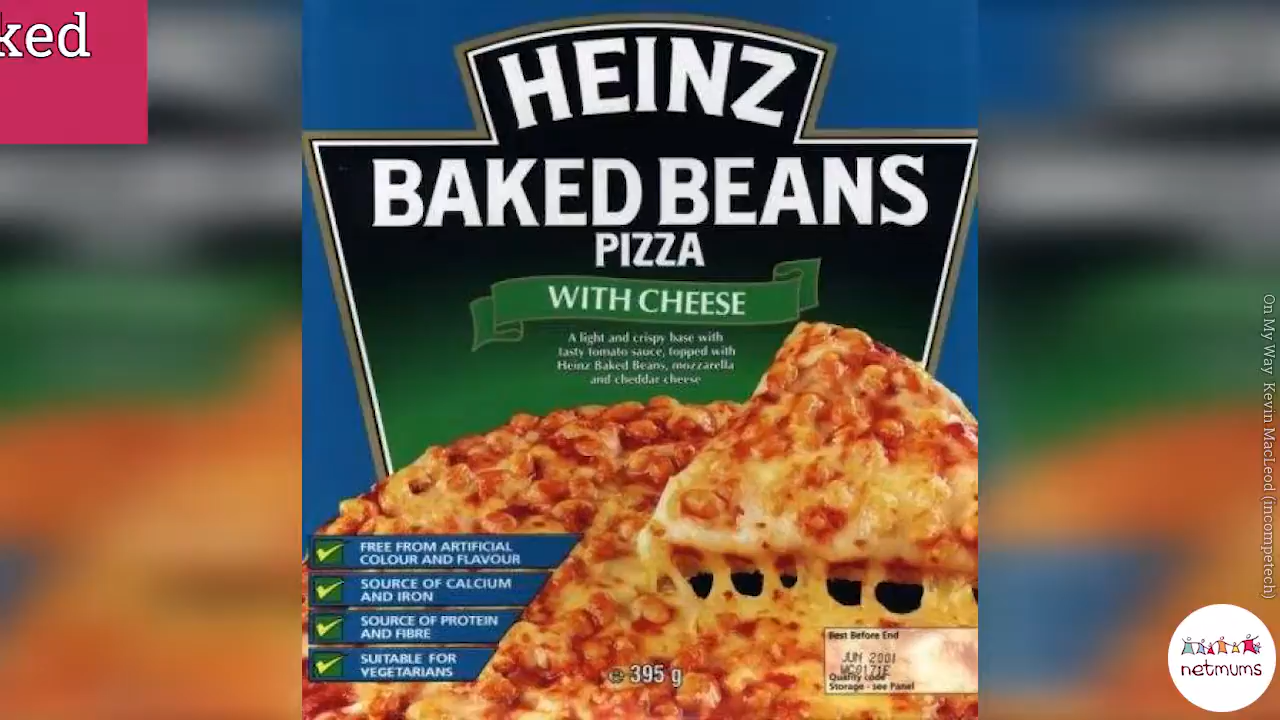 ked
HEINZ
BAKED BEANS
PIZZA
WITH CHEESE
A light and crispy base with
tasty tomato sauce, topped with
Heinz Baked Beans, mozzarella
and cheddar cheese
FREE FROM ARTIFICIAL
COLOUR AND FLAVOUR
SOURCE OF CALCIUM
AND IRON
SOURCE OF PROTEIN
AND FIBRE
SUITABLE FOR
VEGETARIANS
e 395 g
Best Before End
JUN 2001
WC0171E
Quality code
Storage - see Panel
On My Way Kevin MacLeod (incompetech)
netmums